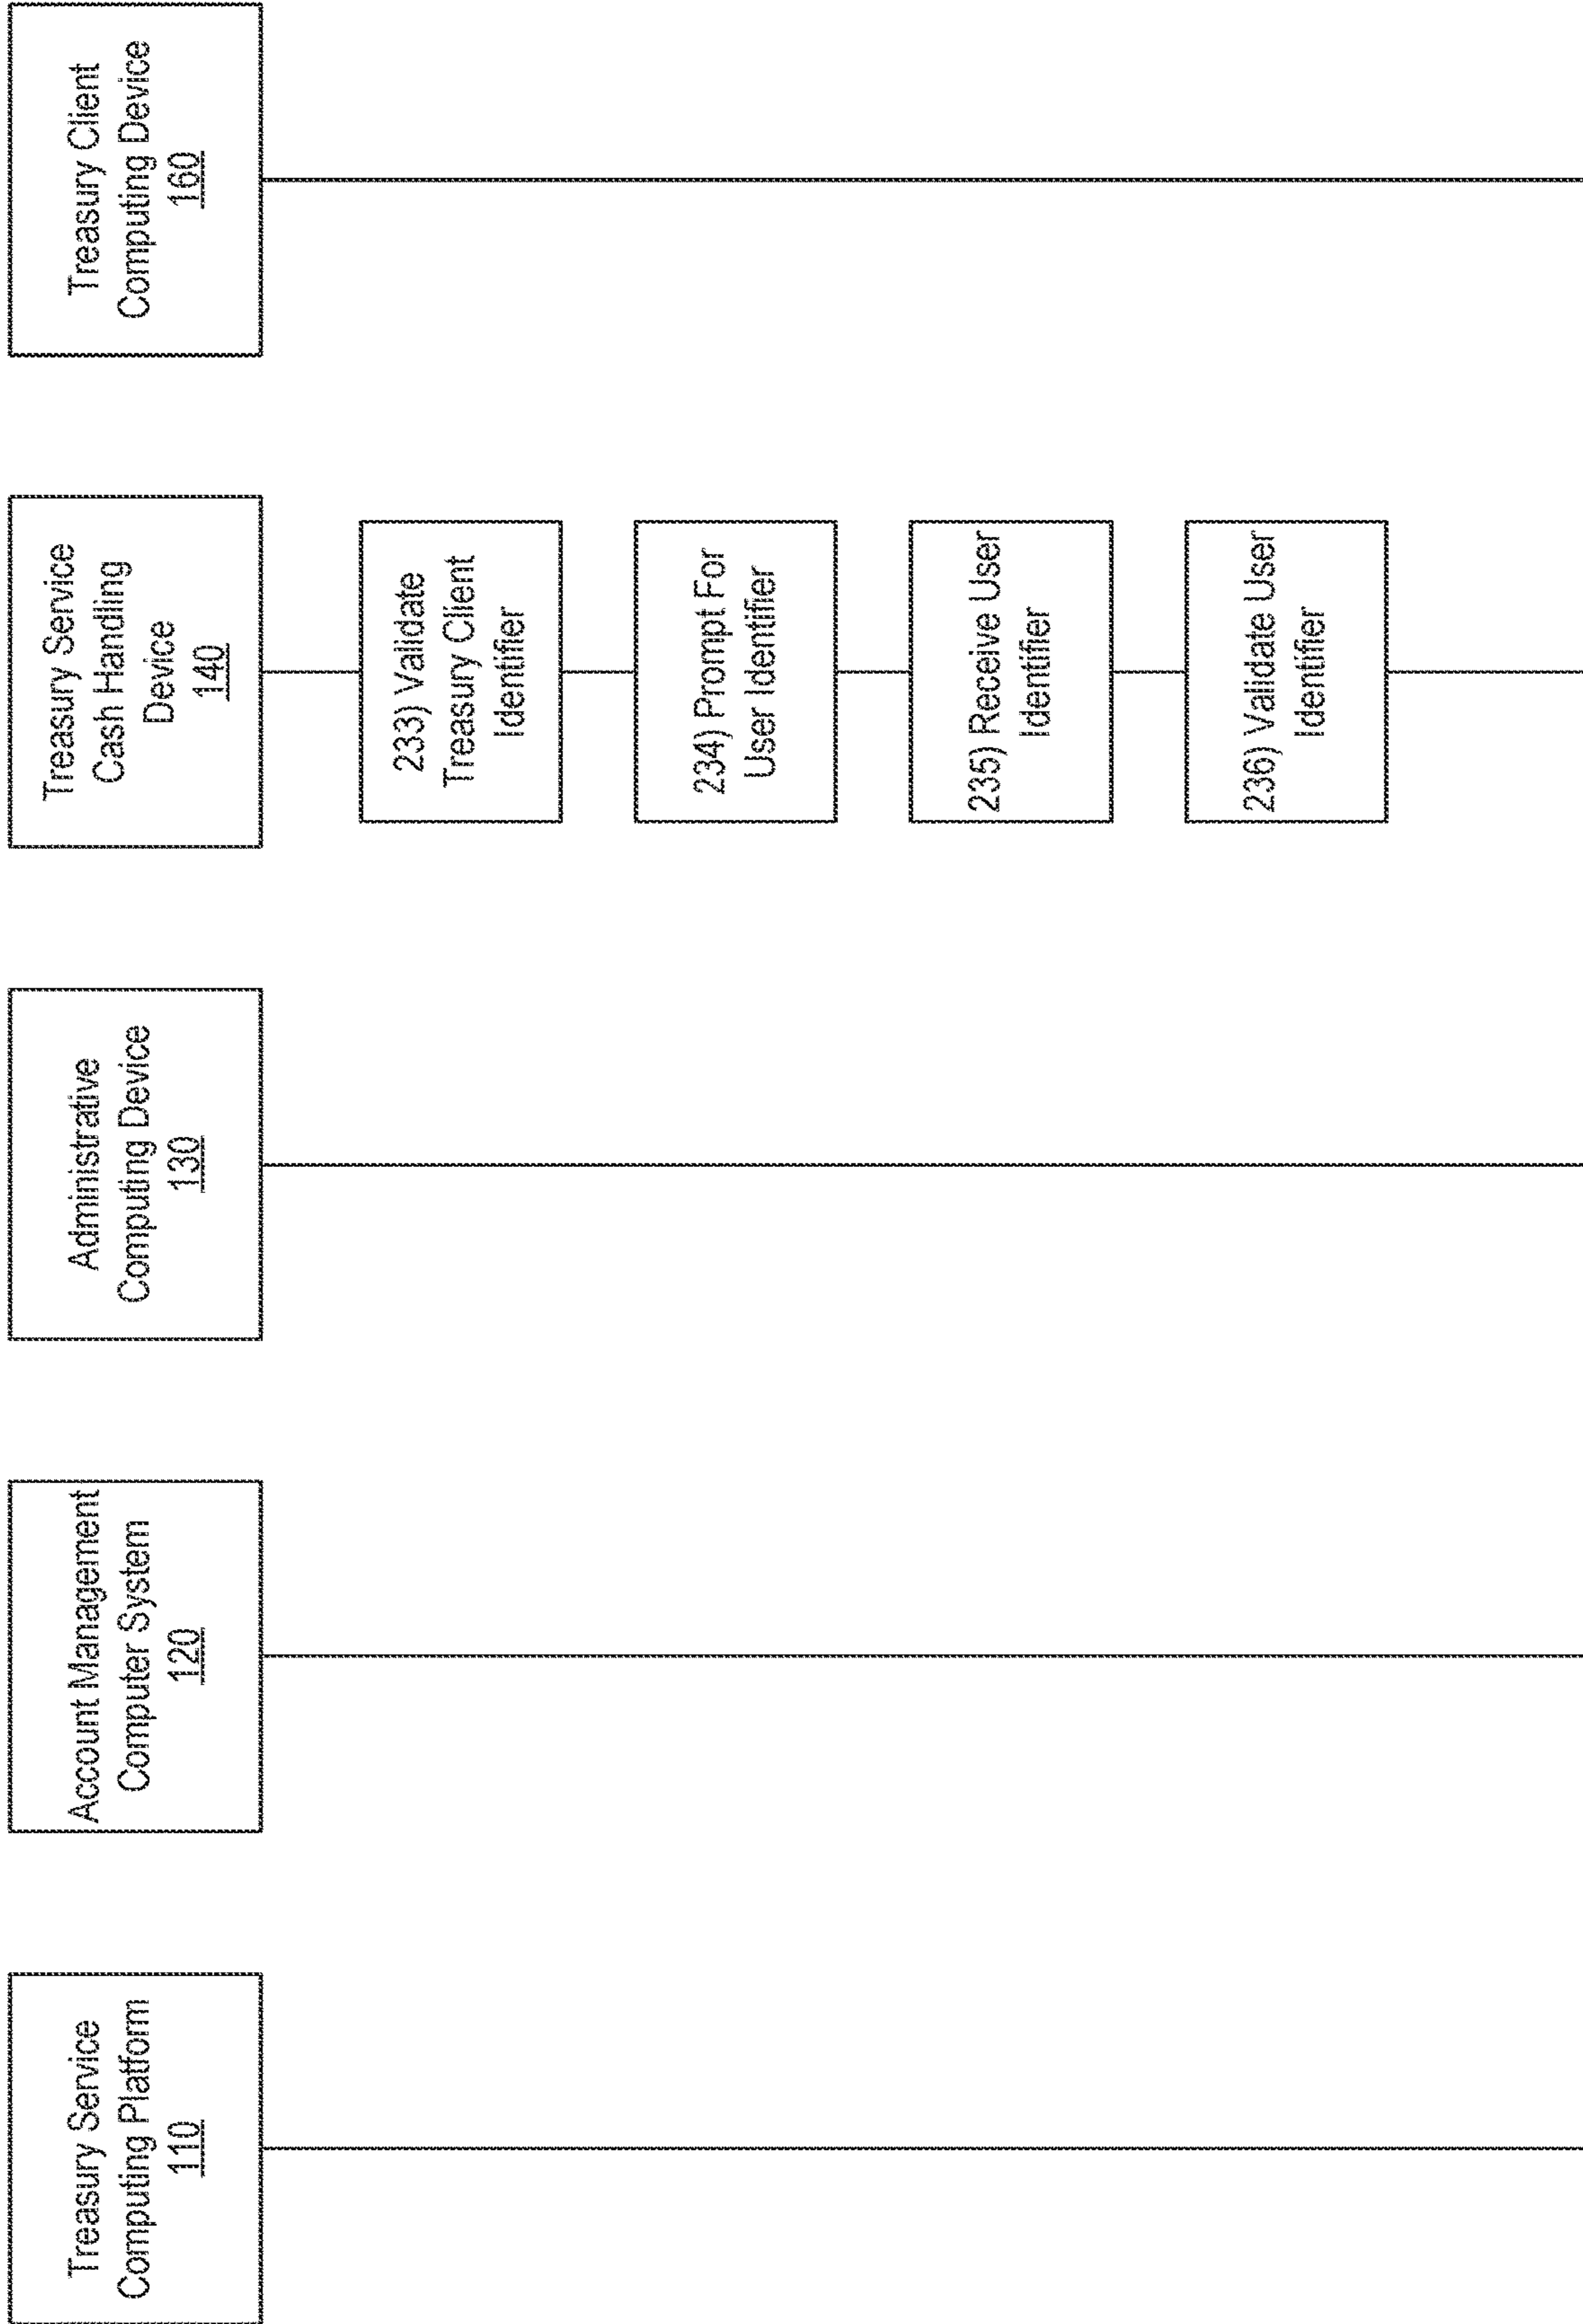 Treasury Service
Computing Platform
110
Account Management
Computer System
120
Administrative
Computing Device
130
Treasury Service
Cash Handling
Device
140
Treasury Client
Computing Device
160
233) Validate
Treasury Client
Identifier
234) Prompt For
User Identifier
235) Receive User
Identifier
236) Validate User
Identifier